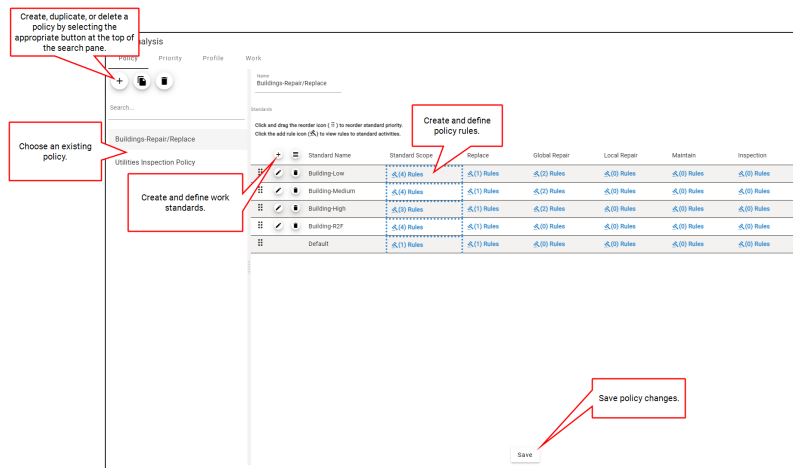 Create, duplicate, or delete a
policy by selecting the
appropriate button at the top of
the search pane.
alysis
Policy Priority Profile Work
Name
Buildings-Repair/Replace
Search...
Standards
Click and drag the reorder icon ( ⠿ ) to reorder standard priority.
Click the add rule icon ( ) to view rules to standard activities.
Create and define
policy rules.
Choose an existing
policy.
Buildings-Repair/Replace
Utilities Inspection Policy
Create and define work
standards.
Standard Name Standard Scope Replace Global Repair Local Repair Maintain Inspection
Building-Low (4) Rules (1) Rules (2) Rules (0) Rules (0) Rules (0) Rules
Building-Medium (4) Rules (1) Rules (2) Rules (0) Rules (0) Rules (0) Rules
Building-High (3) Rules (1) Rules (2) Rules (0) Rules (0) Rules (0) Rules
Building-R2F (4) Rules (1) Rules (0) Rules (0) Rules (0) Rules (0) Rules
Default (1) Rules (1) Rules (0) Rules (0) Rules (0) Rules (0) Rules
Save policy changes.
Save